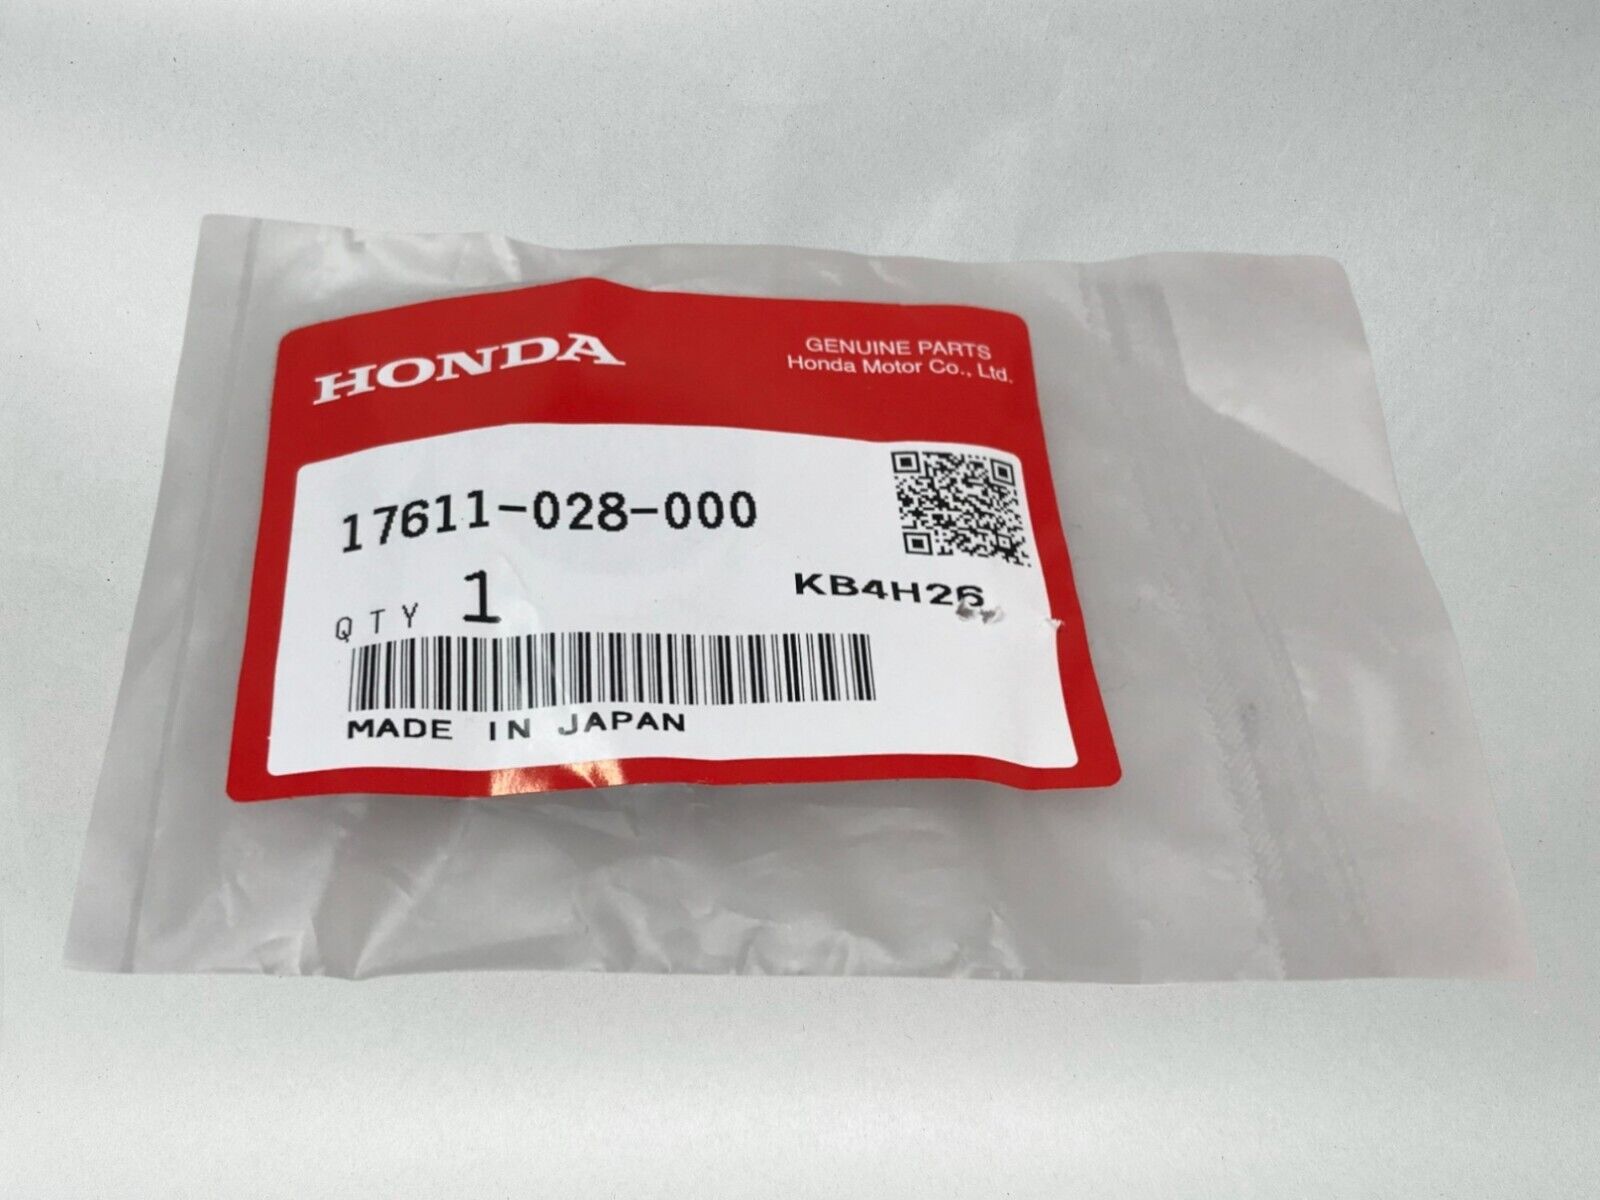 HONDA
GENUINE PARTS
Honda Motor Co., Ltd.
17611-028-000
KB4H26
QTY 1
MADE IN JAPAN